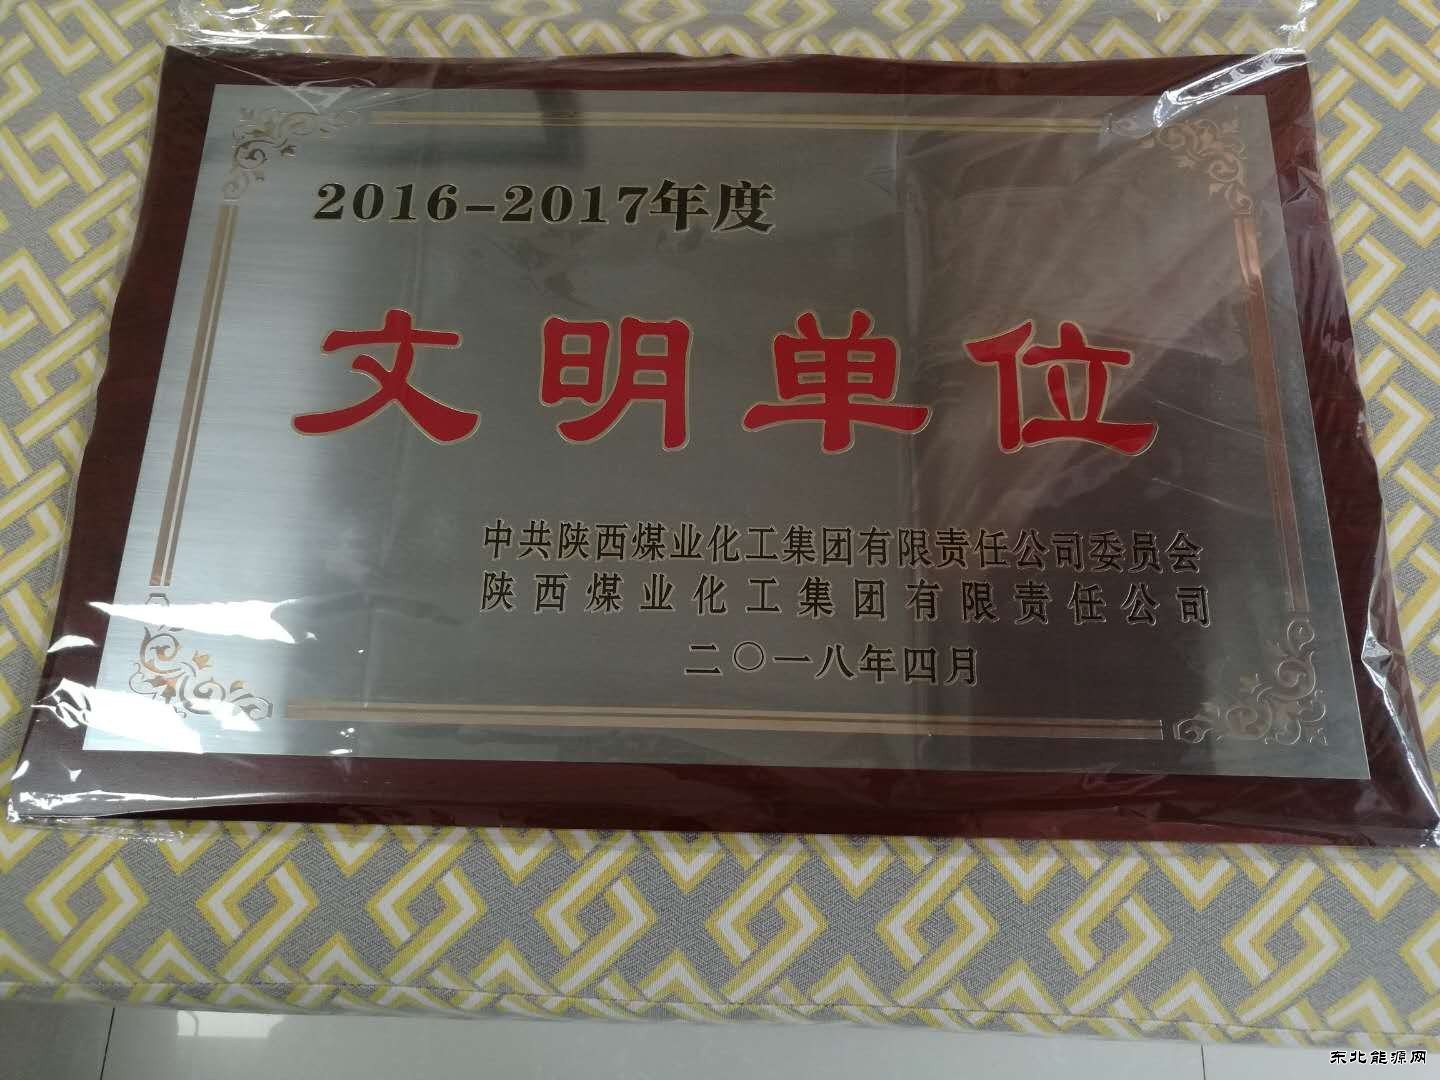 2016-2017年度
文明单位
中共陕西煤业化工集团有限责任公司委员会
陕西煤业化工集团有限责任公司
二〇一八年四月
东北能源网